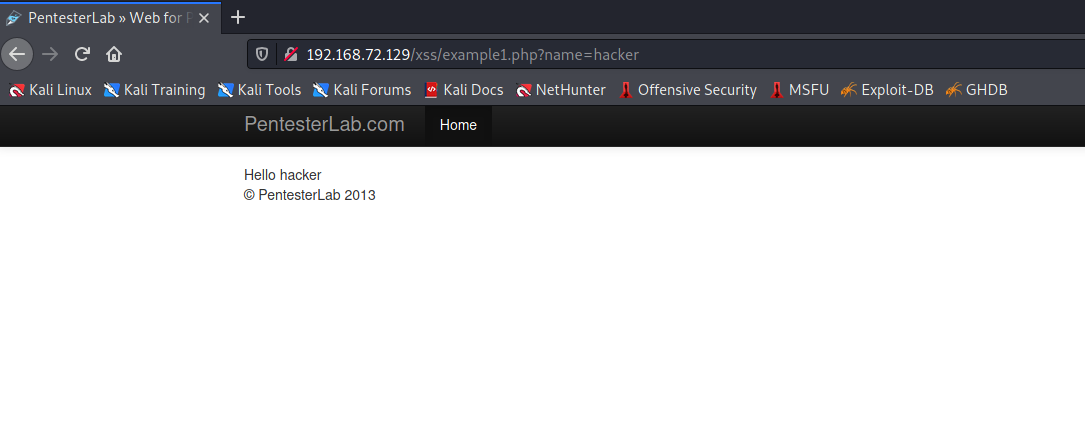 PentesterLab » Web for P
192.168.72.129/xss/example1.php?name=hacker
Kali Linux Kali Training Kali Tools Kali Forums Kali Docs NetHunter Offensive Security MSFU Exploit-DB GHDB
PentesterLab.com Home
Hello hacker
© PentesterLab 2013